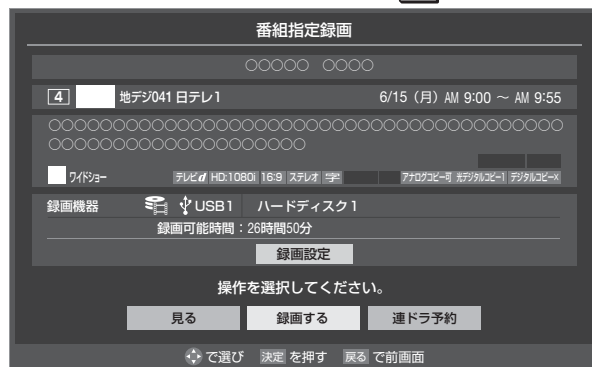 番組指定録画
○○○○○ ○○○○
4 地デジ041 日テレ1 6/15（月）AM 9:00 ～ AM 9:55
○○○○○○○○○○○○○○○○○○○○○○○○○○○○○○○○○○○○○○○○
○○○○○○○○○○○○○○○○○○○○
ワイドショー テレビd HD:1080i 16:9 ステレオ 字 アナログコピー可 光デジタルコピー1 デジタルコピー×
録画機器 USB1 ハードディスク1
録画可能時間：26時間50分
録画設定
操作を選択してください。
見る 録画する 連ドラ予約
で選び 決定 を押す 戻る で前画面